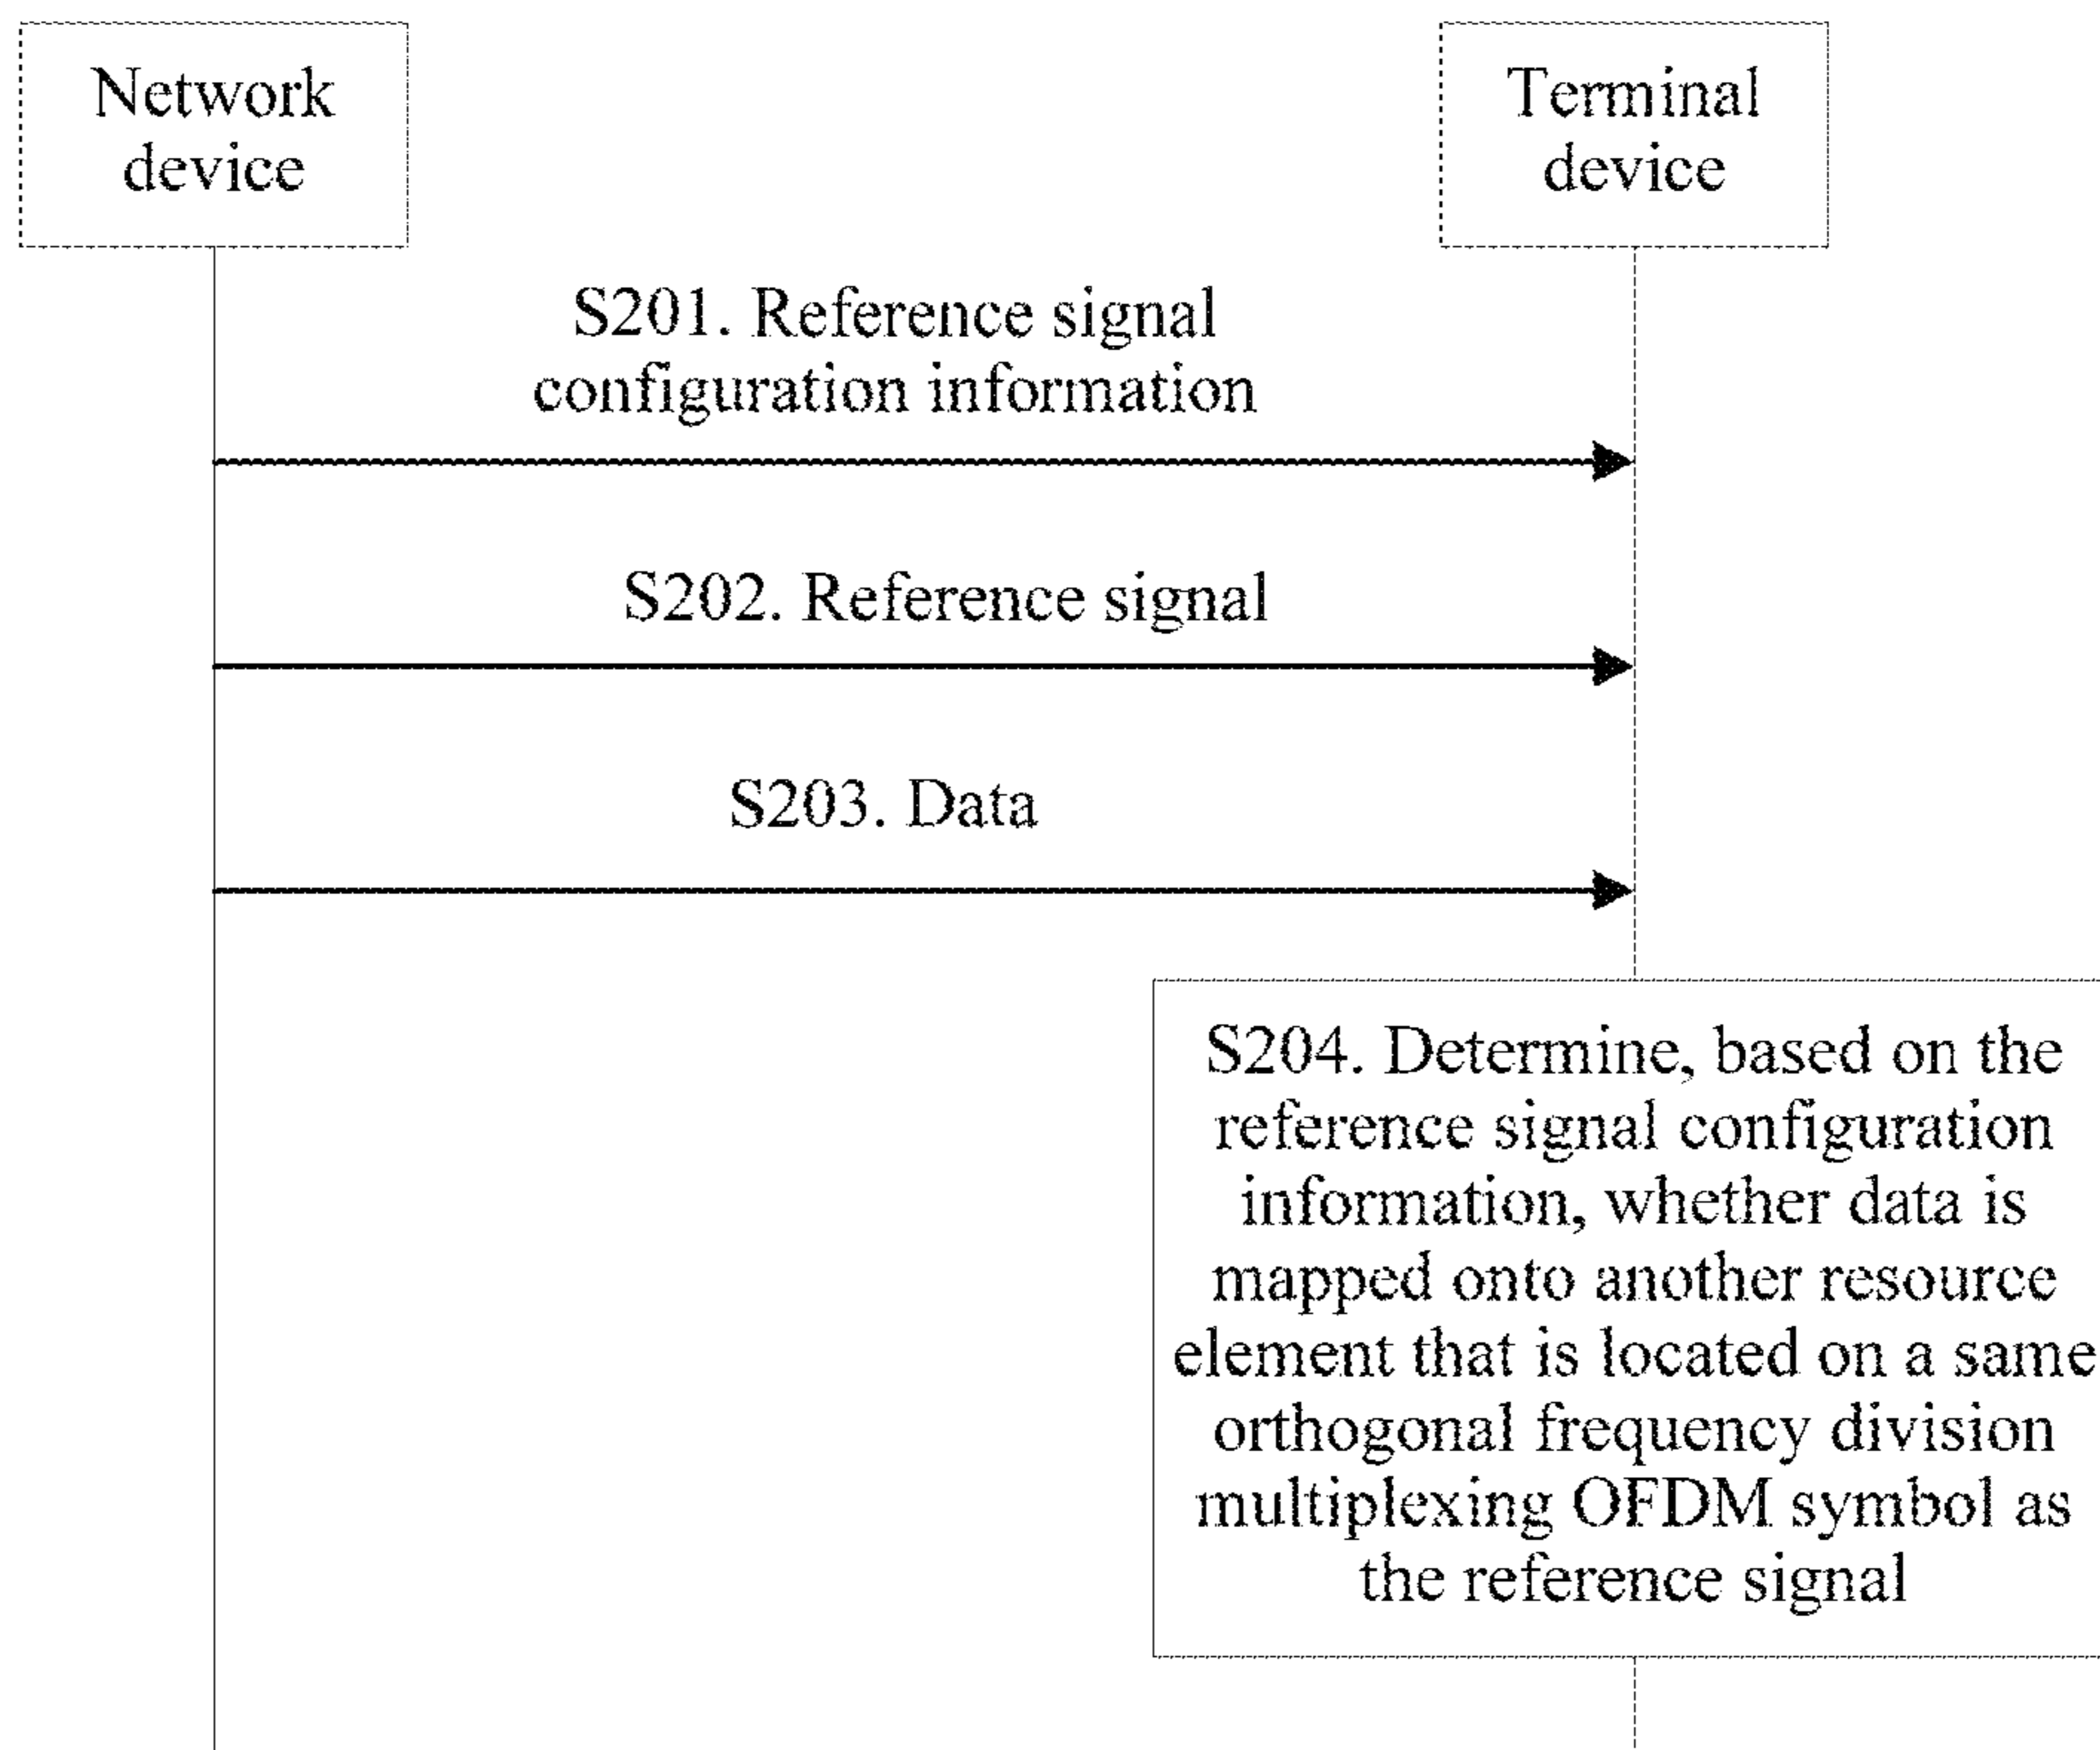 Network
device
Terminal
device
S201. Reference signal
configuration information
S202. Reference signal
S203. Data
S204. Determine, based on the
reference signal configuration
information, whether data is
mapped onto another resource
element that is located on a same
orthogonal frequency division
multiplexing OFDM symbol as
the reference signal